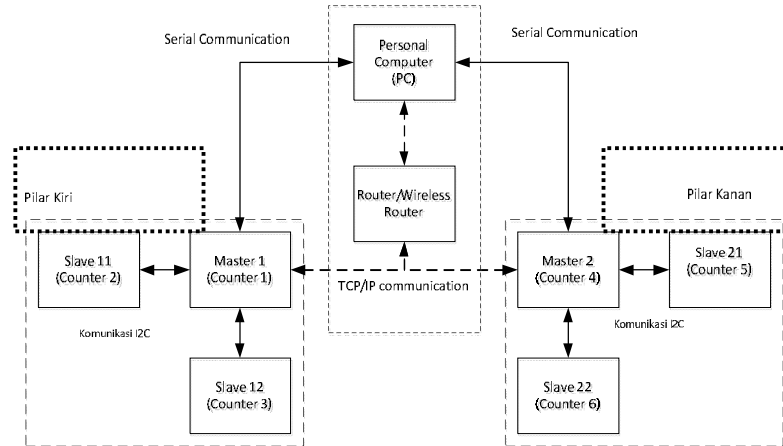 Serial Communication
Personal
Computer
(PC)
Serial Communication
Pilar Kiri
Router/Wireless
Router
Pilar Kanan
Slave 11
(Counter 2)
Master 1
(Counter 1)
TCP/IP communication
Master 2
(Counter 4)
Slave 21
(Counter 5)
Komunikasi I2C
Komunikasi I2C
Slave 12
(Counter 3)
Slave 22
(Counter 6)